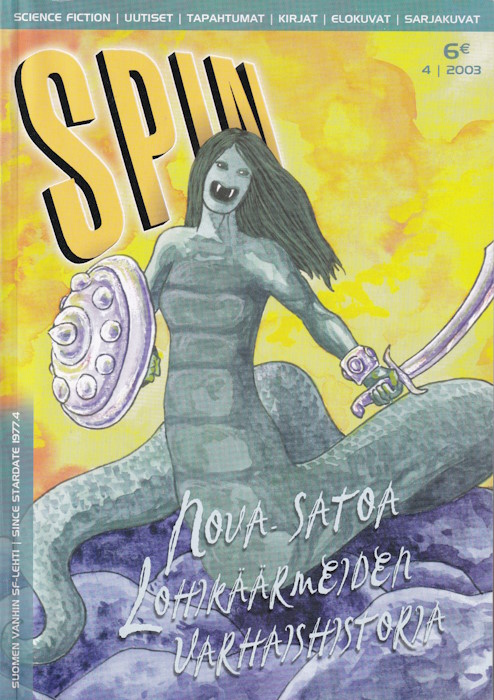 SCIENCE FICTION | UUTISET | TAPAHTUMAT | KIRJAT | ELOKUVAT | SARJAKUVAT
6€
4 | 2003
SPIN
NOVA-SATOA
LOHIKÄÄRMEIDEN
VARHAISHISTORIA
SUOMEN VANHIN SF-LEHTI | SINCE STARDATE 1977.4